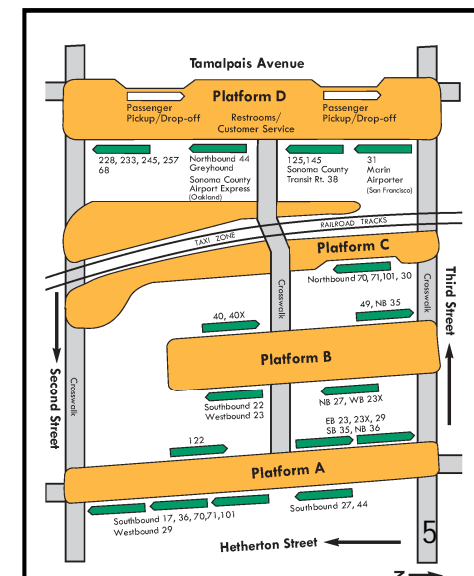 Tamalpais Avenue
Platform D
Passenger
Pickup/Drop-off
Restrooms/
Customer Service
Passenger
Pickup/Drop-off
228, 233, 245, 257
68
Northbound 44
Greyhound
Sonoma County
Airport Express
(Oakland)
125,145
Sonoma County
Transit Rt. 38
31
Marin
Airporter
(San Francisco)
TAXI ZONE
RAILROAD TRACKS
Platform C
Northbound 70, 71,101, 30
Crosswalk
Crosswalk
Third Street
40, 40X
49, NB 35
Platform B
Crosswalk
Second Street
Southbound 22
Westbound 23
NB 27, WB 23X
EB 23, 23X, 29
SB 35, NB 36
122
Platform A
Southbound 17, 36, 70,71,101
Westbound 29
Southbound 27, 44
Hetherton Street
5